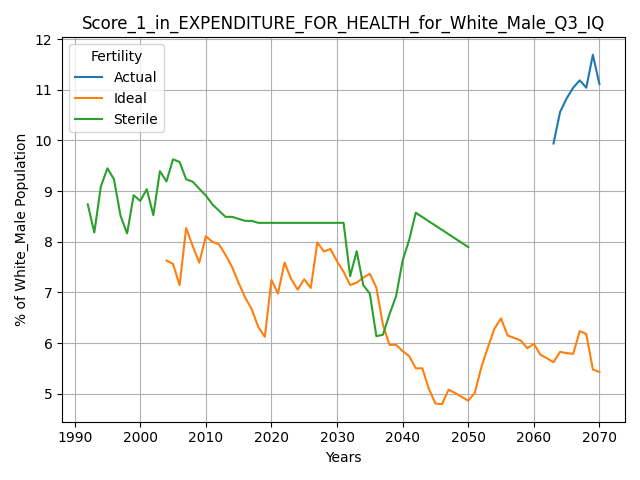 Score_1_in_EXPENDITURE_FOR_HEALTH_for_White_Male_Q3_IQ
12
11
10
9
8
7
6
5
% of White_Male Population
Fertility
Actual
Ideal
Sterile
1990 2000 2010 2020 2030 2040 2050 2060 2070
Years